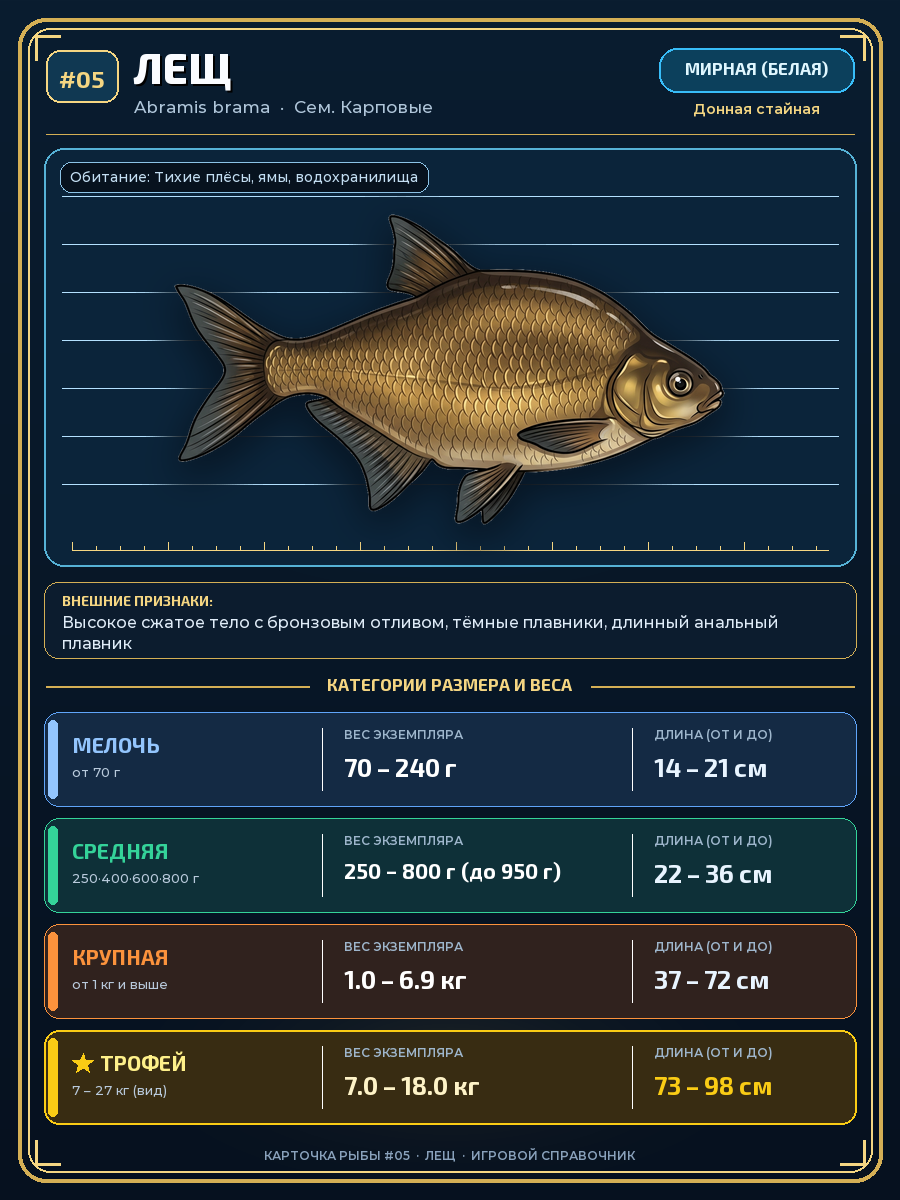 #05
ЛЕЩ
Abramis brama · Сем. Карповые
МИРНАЯ (БЕЛАЯ)
Донная стайная
Обитание: Тихие плёсы, ямы, водохранилища
ВНЕШНИЕ ПРИЗНАКИ:
Высокое сжатое тело с бронзовым отливом, тёмные плавники, длинный анальный
плавник
КАТЕГОРИИ РАЗМЕРА И ВЕСА
МЕЛОЧЬ
от 70 г
ВЕС ЭКЗЕМПЛЯРА
70 – 240 г
ДЛИНА (ОТ И ДО)
14 – 21 см
СРЕДНЯЯ
250·400·600·800 г
ВЕС ЭКЗЕМПЛЯРА
250 – 800 г (до 950 г)
ДЛИНА (ОТ И ДО)
22 – 36 см
КРУПНАЯ
от 1 кг и выше
ВЕС ЭКЗЕМПЛЯРА
1.0 – 6.9 кг
ДЛИНА (ОТ И ДО)
37 – 72 см
★ ТРОФЕЙ
7 – 27 кг (вид)
ВЕС ЭКЗЕМПЛЯРА
7.0 – 18.0 кг
ДЛИНА (ОТ И ДО)
73 – 98 см
КАРТОЧКА РЫБЫ #05 · ЛЕЩ · ИГРОВОЙ СПРАВОЧНИК